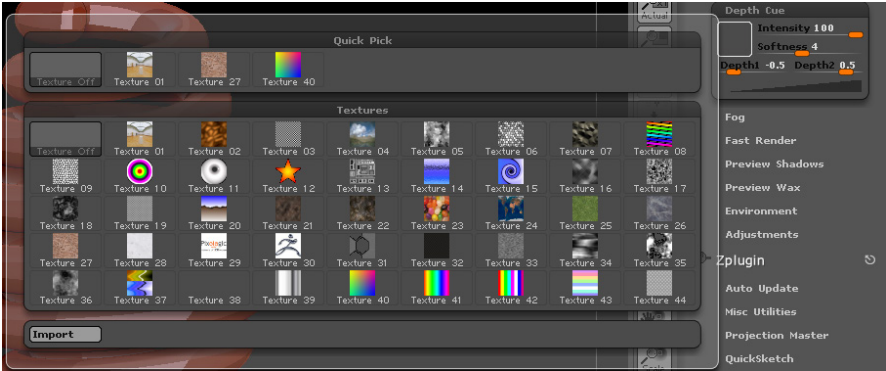 Actual
Depth Cue
Quick Pick
Intensity 100
Softness 4
Depth1 -0.5 Depth2 0.5
Texture Off Texture 01 Texture 27 Texture 40
Textures
Texture Off Texture 01 Texture 02 Texture 03 Texture 04 Texture 05 Texture 06 Texture 07 Texture 08
Texture 09 Texture 10 Texture 11 Texture 12 Texture 13 Texture 14 Texture 15 Texture 16 Texture 17
Texture 18 Texture 19 Texture 20 Texture 21 Texture 22 Texture 23 Texture 24 Texture 25 Texture 26
Pixologic
Texture 27 Texture 28 Texture 29 Texture 30 Texture 31 Texture 32 Texture 33 Texture 34 Texture 35
Texture 36 Texture 37 Texture 38 Texture 39 Texture 40 Texture 41 Texture 42 Texture 43 Texture 44
Import
Fog
Fast Render
Preview Shadows
Preview Wax
Environment
Adjustments
Zplugin
Auto Update
Misc Utilities
Projection Master
QuickSketch
Scale